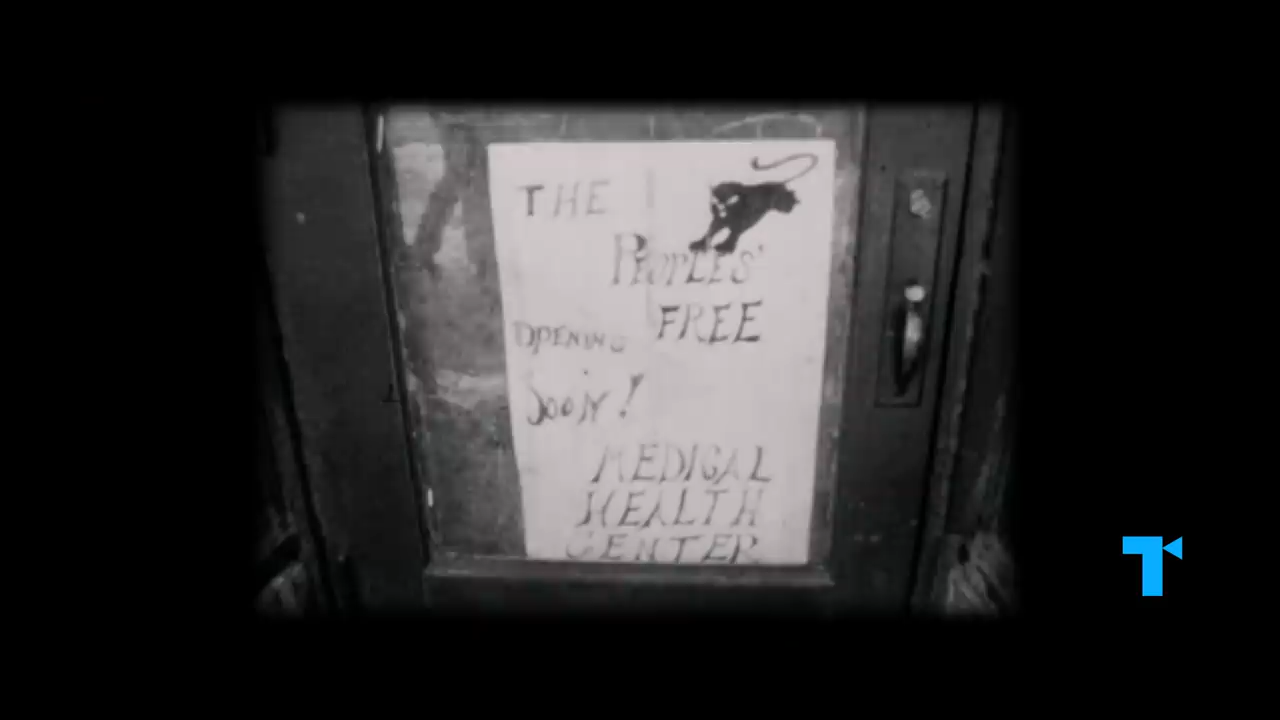 THE
PEOPLES'
FREE
OPENING
SOON!
MEDICAL
HEALTH
CENTER